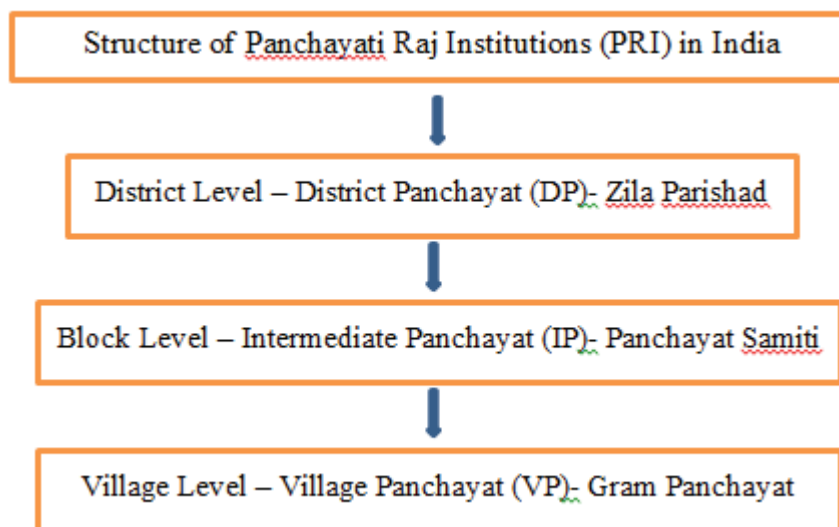 Structure of Panchayati Raj Institutions (PRI) in India
District Level – District Panchayat (DP)- Zila Parishad
Block Level – Intermediate Panchayat (IP)- Panchayat Samiti
Village Level – Village Panchayat (VP)- Gram Panchayat